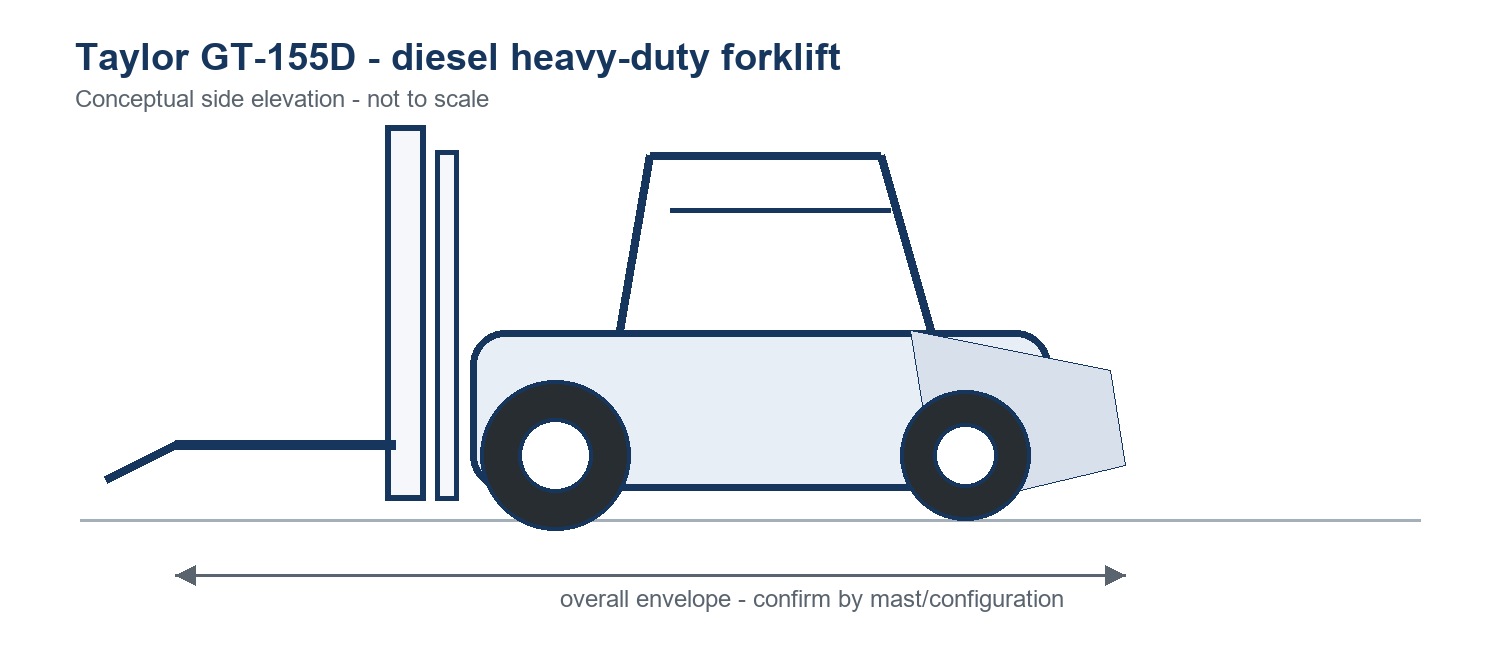 Taylor GT-155D - diesel heavy-duty forklift
Conceptual side elevation - not to scale
overall envelope - confirm by mast/configuration